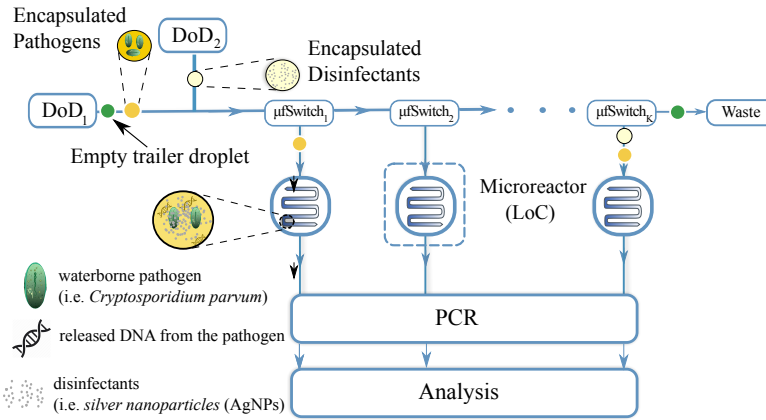 Encapsulated
Pathogens
DoD2
Encapsulated
Disinfectants
DoD1
μfSwitch1
μfSwitch2
μfSwitchK
Waste
Empty trailer droplet
Microreactor
(LoC)
waterborne pathogen
(i.e. Cryptosporidium parvum)
released DNA from the pathogen
disinfectants
(i.e. silver nanoparticles (AgNPs)
PCR
Analysis